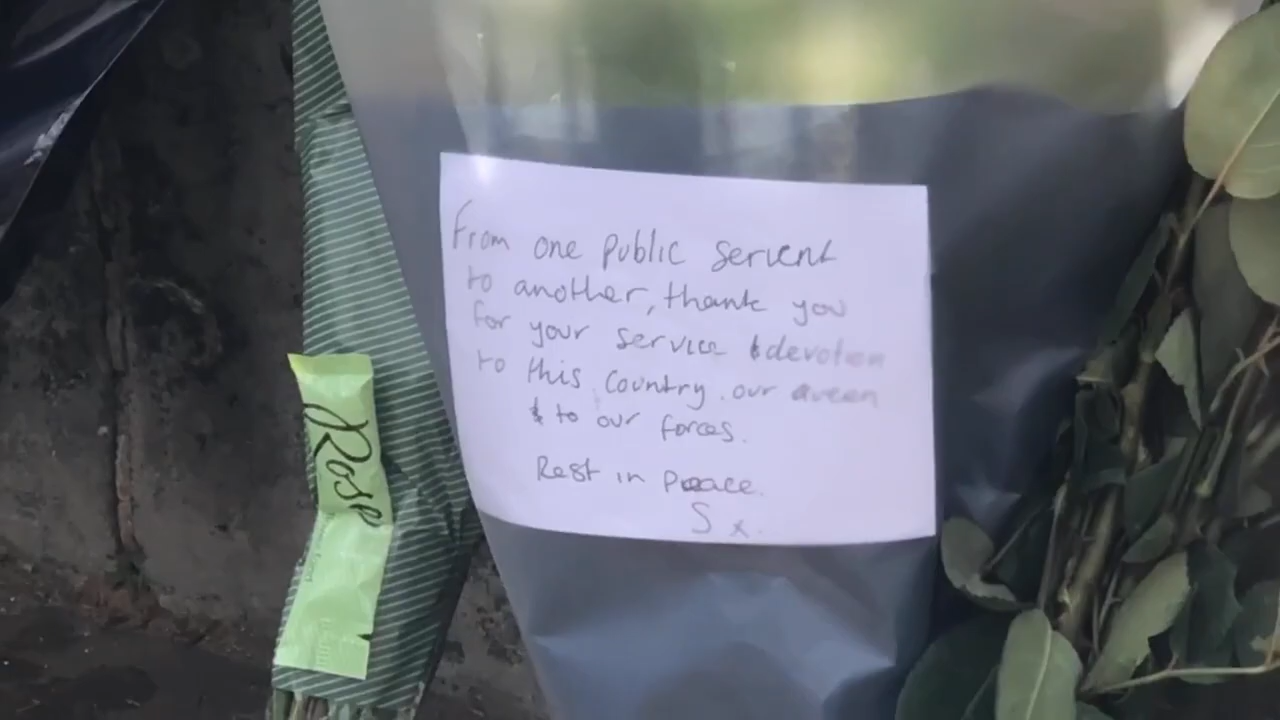 From one public servent
to another, thank you
for your service & devotion
to this country. our Queen
& to our forces.
Rest in Peace.
S x.
Rose